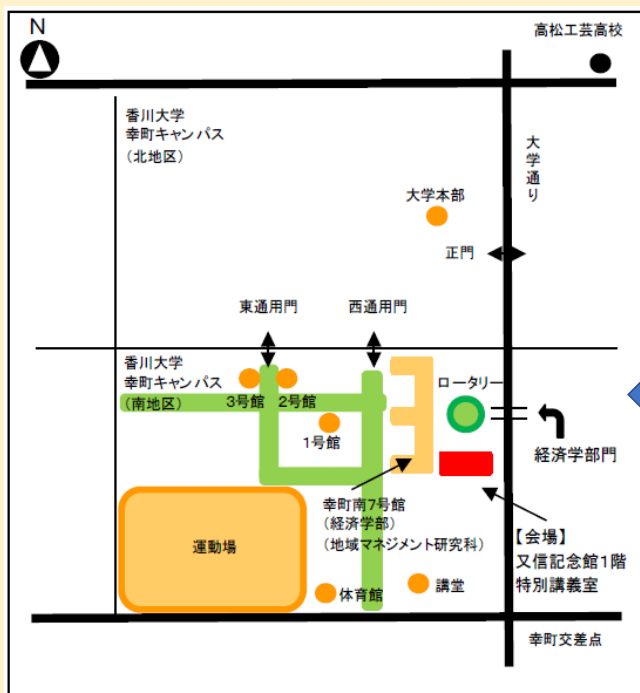 N
高松工芸高校
香川大学
幸町キャンパス
(北地区)
大学通り
大学本部
正門
東通用門
西通用門
香川大学
幸町キャンパス
(南地区)
3号館
2号館
ロータリー
1号館
経済学部門
幸町南7号館
(経済学部)
(地域マネジメント研究科)
【会場】
又信記念館1階
特別講義室
運動場
体育館
講堂
幸町交差点